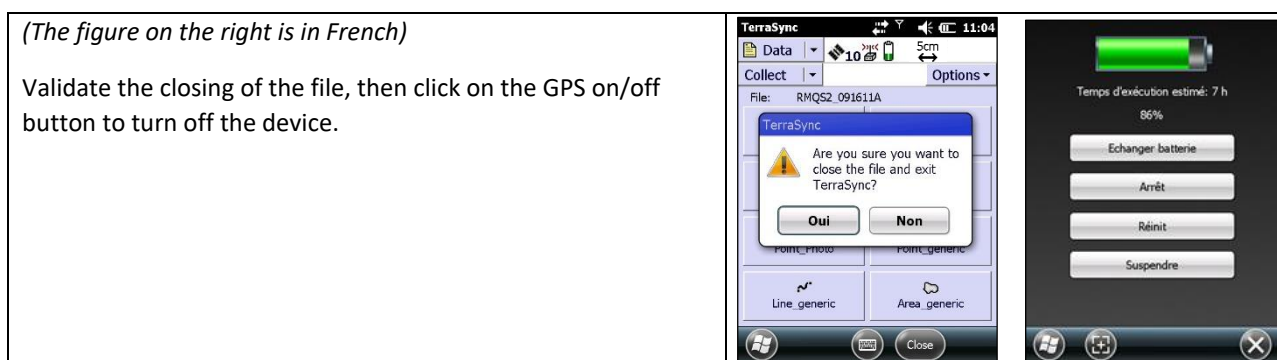 (The figure on the right is in French)
Validate the closing of the file, then click on the GPS on/off
button to turn off the device.
TerraSync
11:04
Data
10
5cm
Collect
Options
File: RMQS2_091611A
TerraSync
Are you sure you want to
close the file and exit
TerraSync?
Oui
Non
Point_Photo
Point_generic
Line_generic
Area_generic
Close
Temps d'exécution estimé: 7 h
86%
Echanger batterie
Arrêt
Réinit
Suspendre